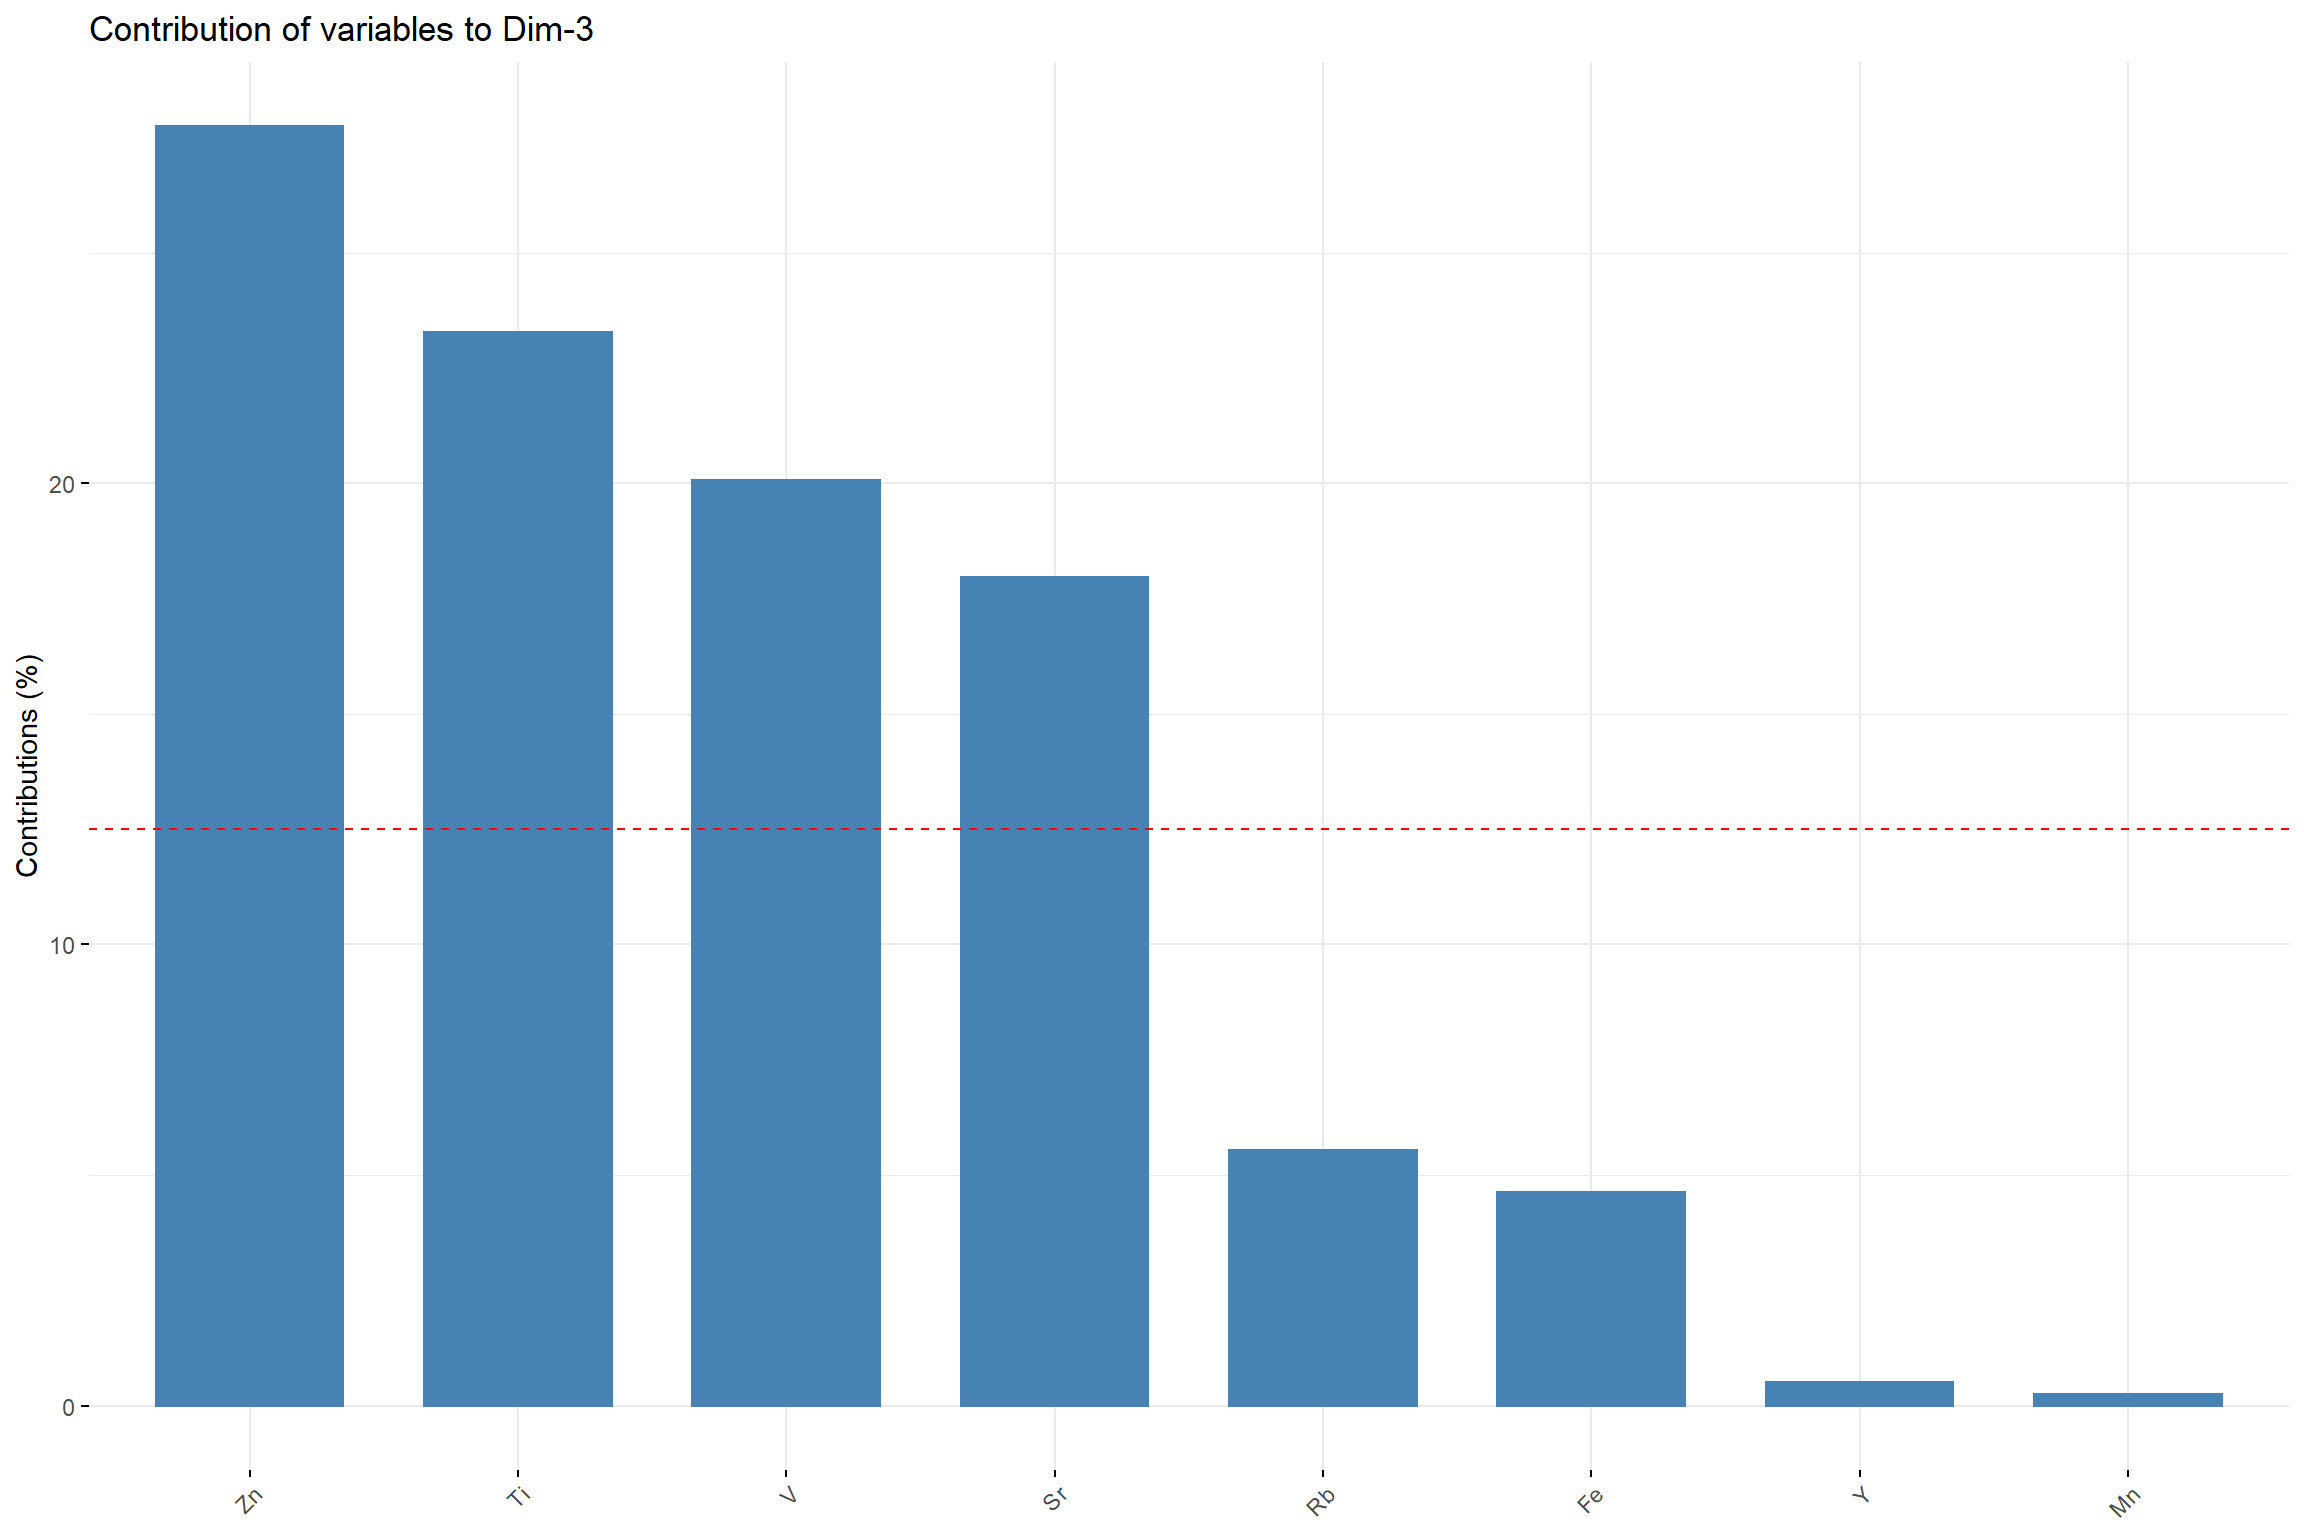 Contribution of variables to Dim-3
Contributions (%)
20
10
0
Zn
Ti
V
Sr
Rb
Fe
Y
Mn